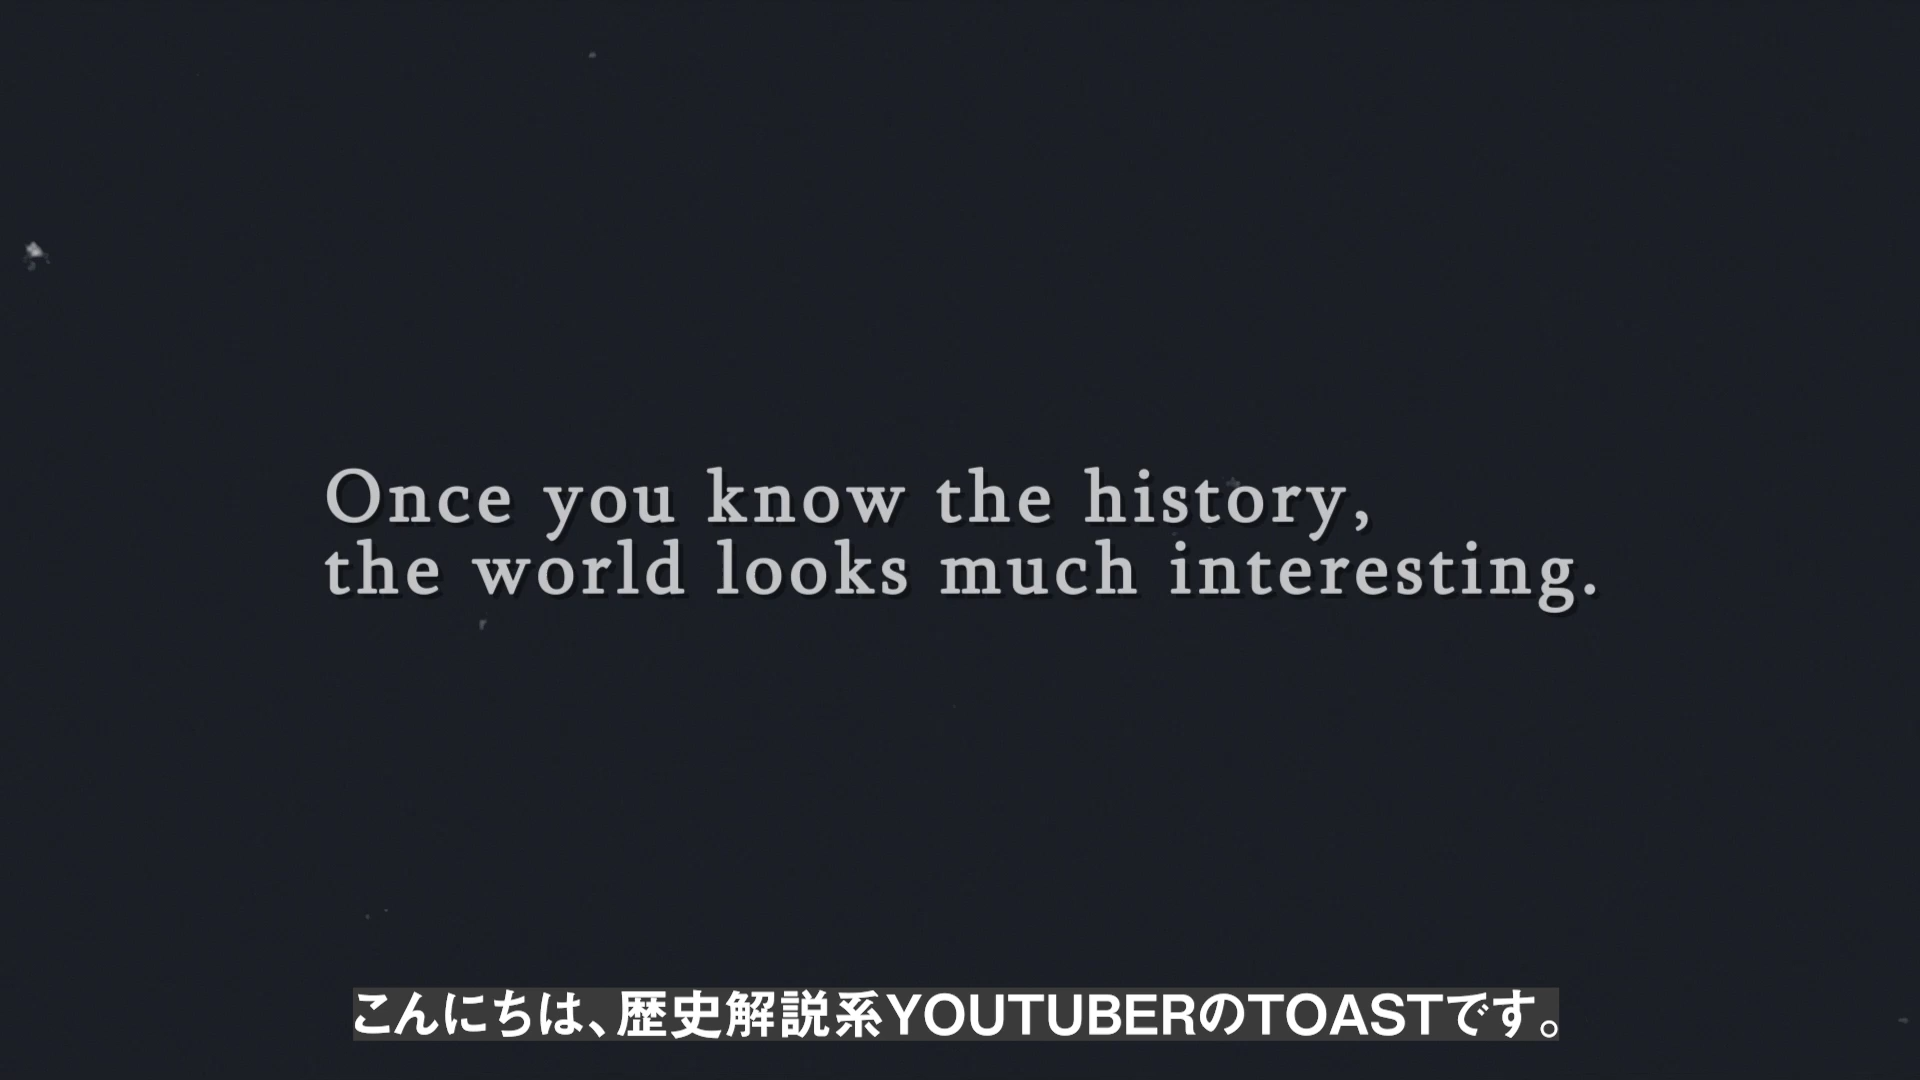 Once you know the history,
the world looks much interesting.
こんにちは、歴史解説系YOUTUBERのTOASTです。